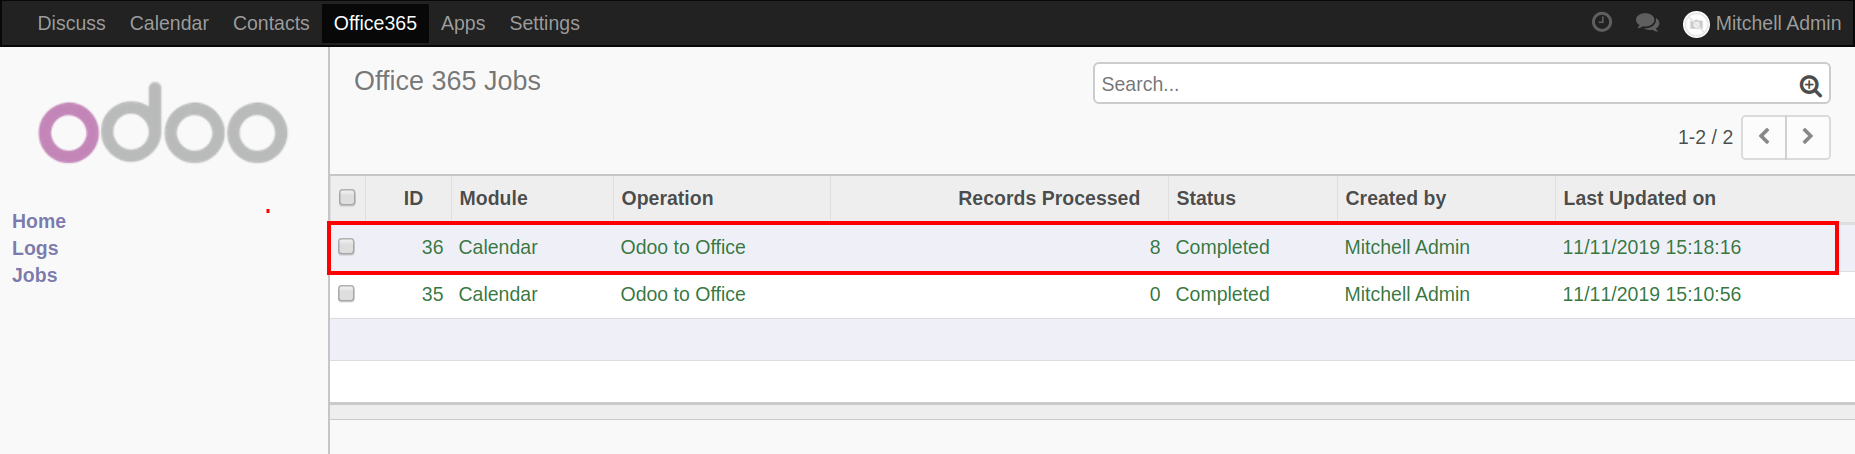 Discuss Calendar Contacts Office365 Apps Settings Mitchell Admin
odoo
Office 365 Jobs
Search...
1-2 / 2
Home
Logs
Jobs
ID Module Operation Records Processed Status Created by Last Updated on
36 Calendar Odoo to Office 8 Completed Mitchell Admin 11/11/2019 15:18:16
35 Calendar Odoo to Office 0 Completed Mitchell Admin 11/11/2019 15:10:56